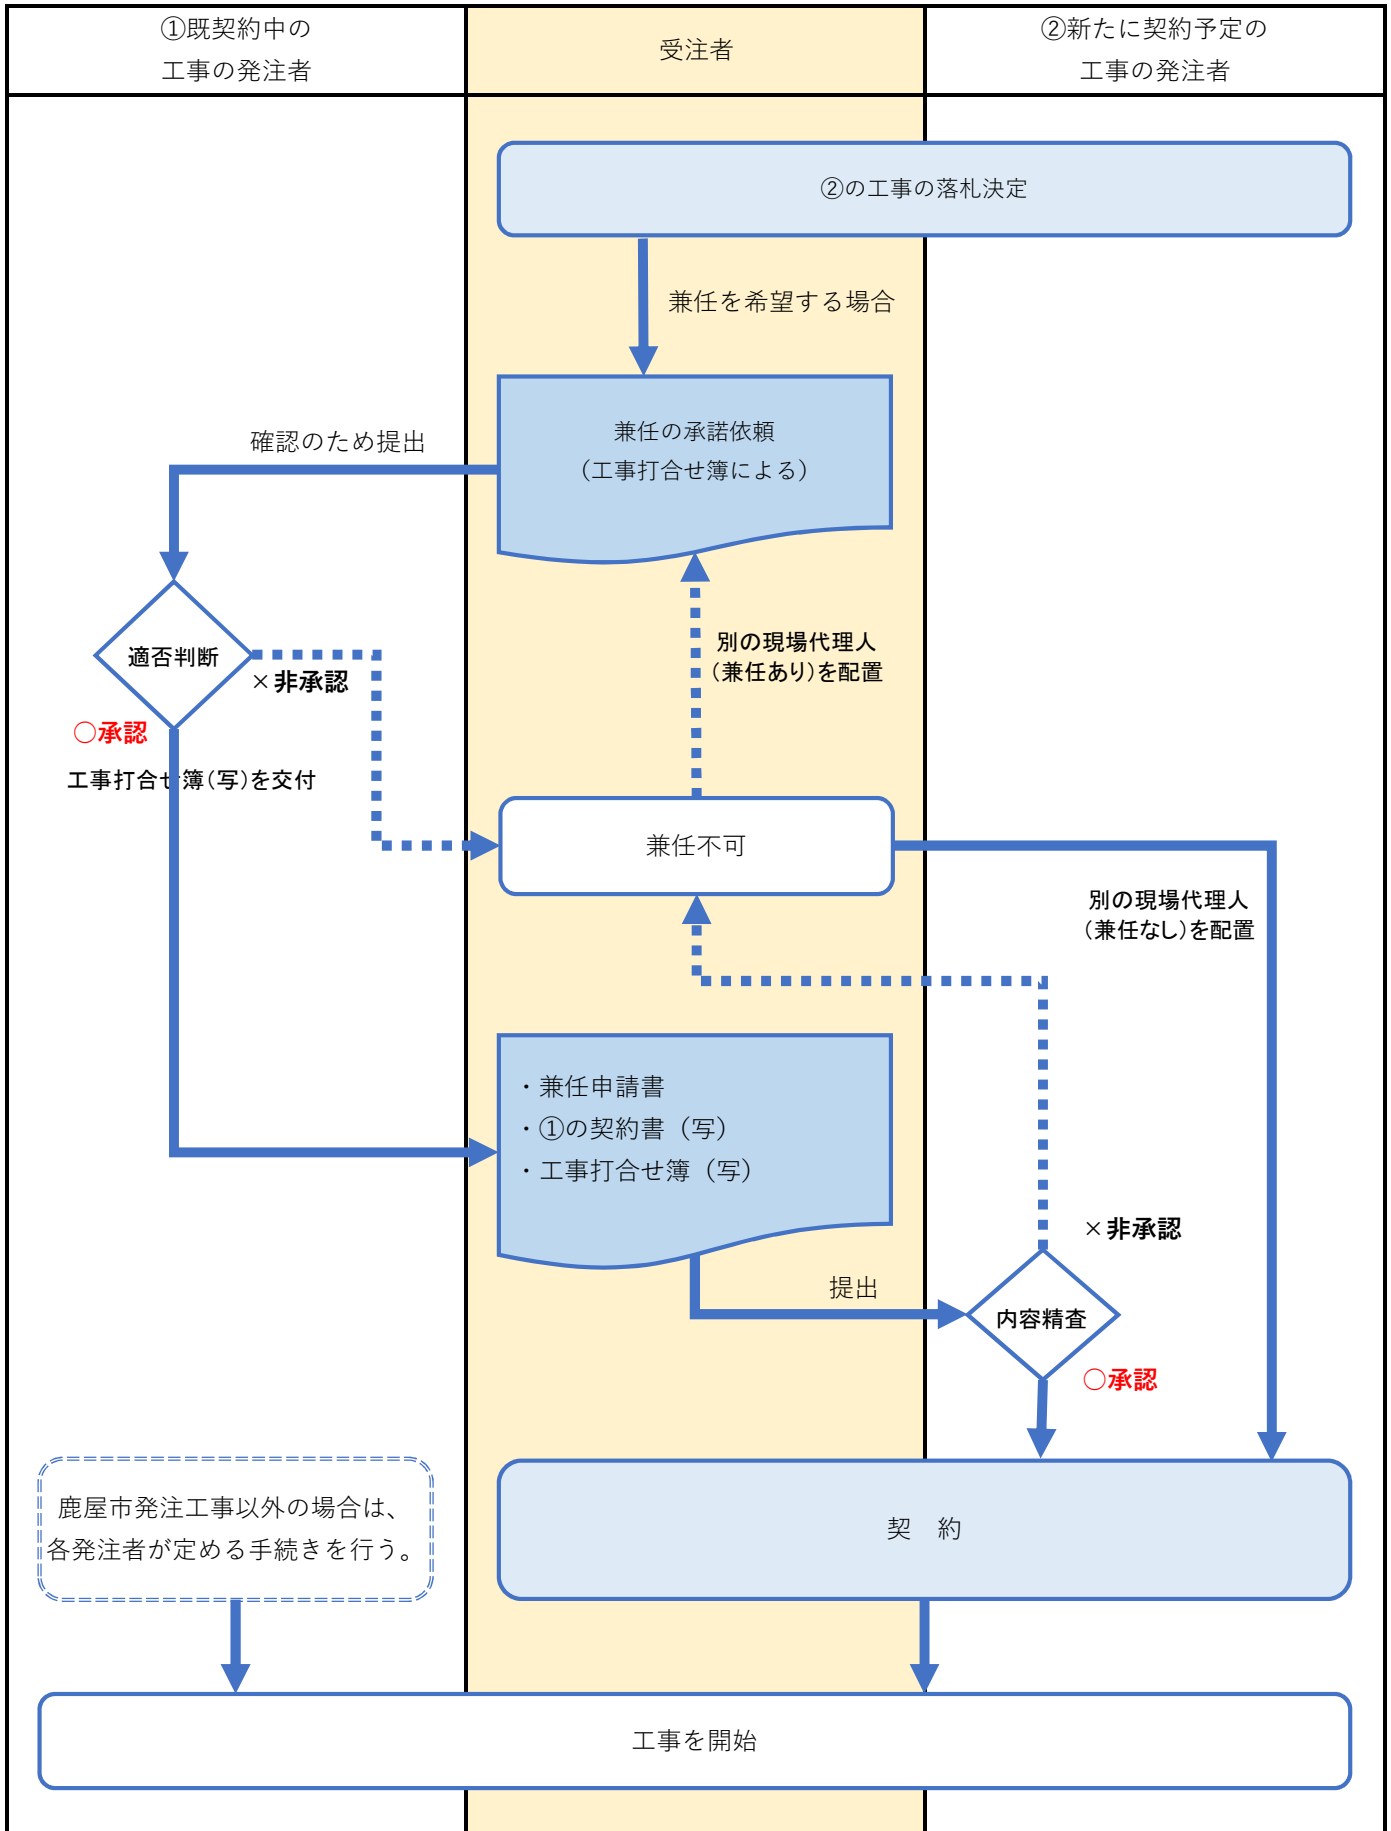 ①既契約中の
工事の発注者
受注者
②新たに契約予定の
工事の発注者
②の工事の落札決定
兼任を希望する場合
兼任の承諾依頼
（工事打合せ簿による）
確認のため提出
適否判断
×非承認
○承認
工事打合せ簿（写）を交付
別の現場代理人
（兼任あり）を配置
兼任不可
別の現場代理人
（兼任なし）を配置
・兼任申請書
・①の契約書（写）
・工事打合せ簿（写）
×非承認
提出
内容精査
○承認
鹿屋市発注工事以外の場合は、
各発注者が定める手続きを行う。
契　約
工事を開始